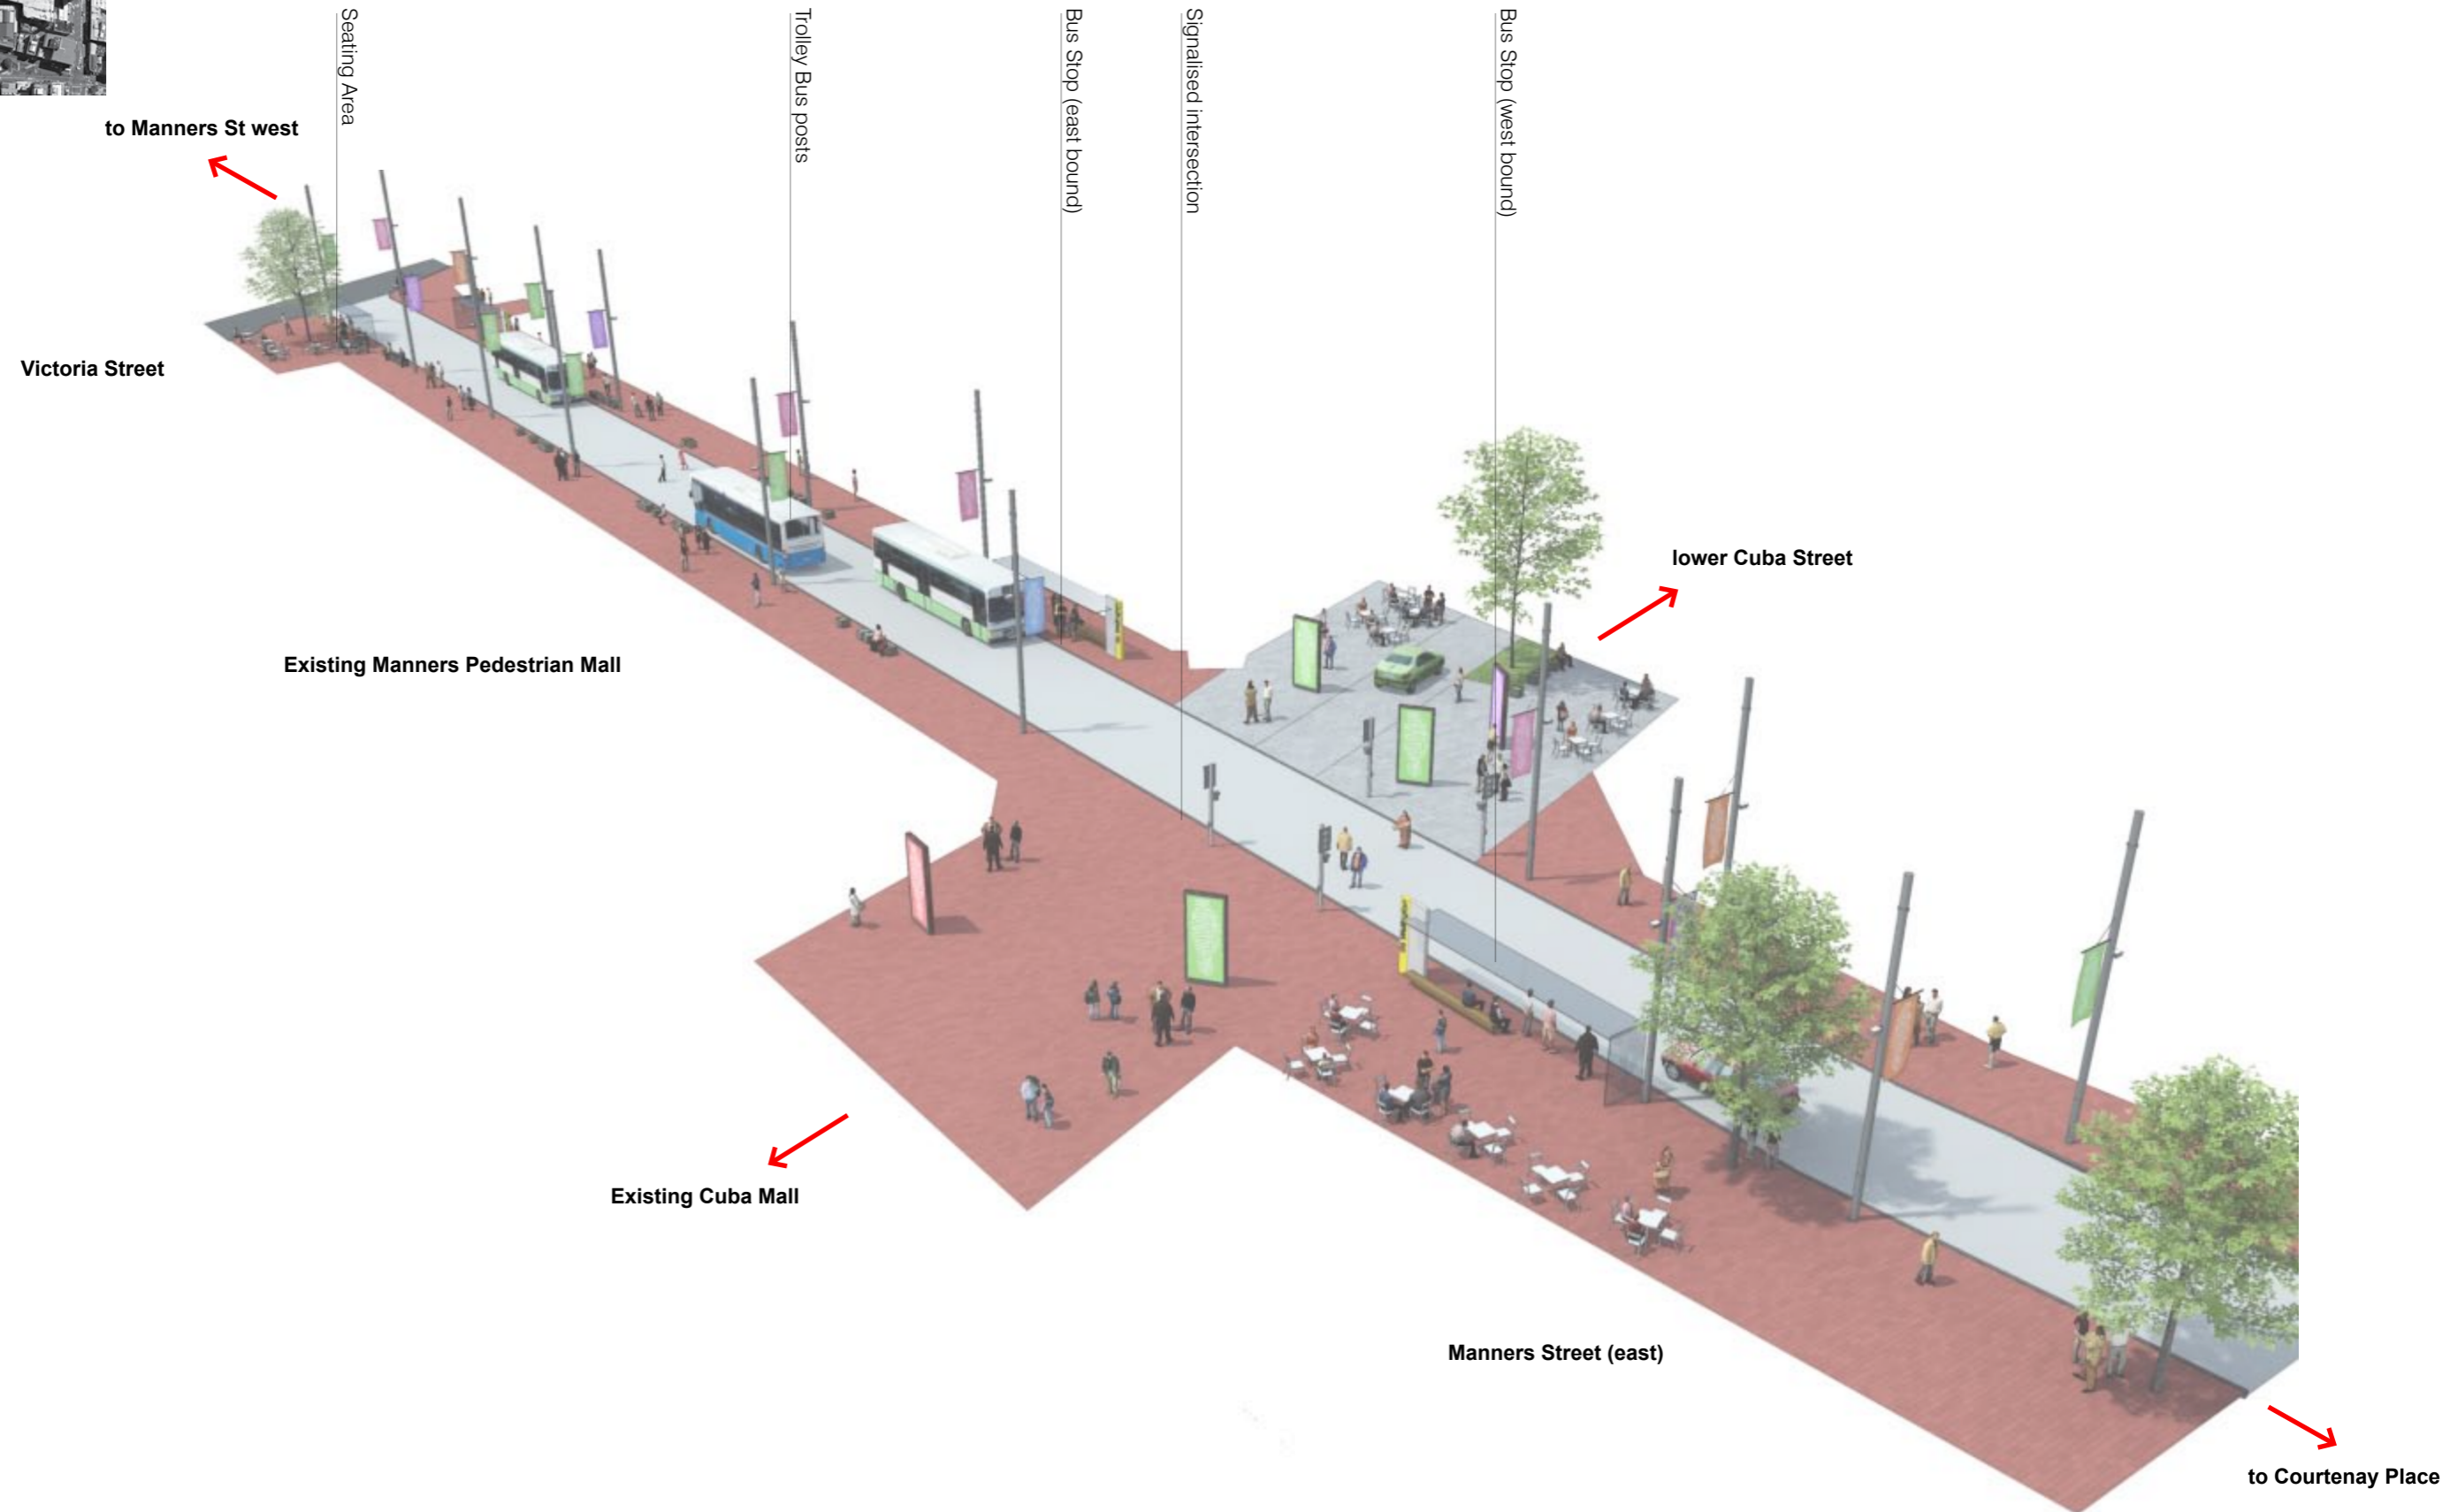 Seating Area
Trolley Bus posts
Bus Stop (east bound)
Signalised intersection
Bus Stop (west bound)
to Manners St west
Victoria Street
lower Cuba Street
Existing Manners Pedestrian Mall
Existing Cuba Mall
Manners Street (east)
to Courtenay Place